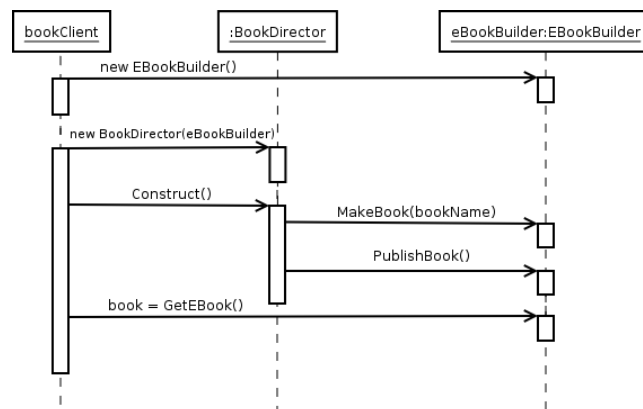 bookClient
:BookDirector
eBookBuilder:EBookBuilder
new EBookBuilder()
new BookDirector(eBookBuilder)
Construct()
MakeBook(bookName)
PublishBook()
book = GetEBook()